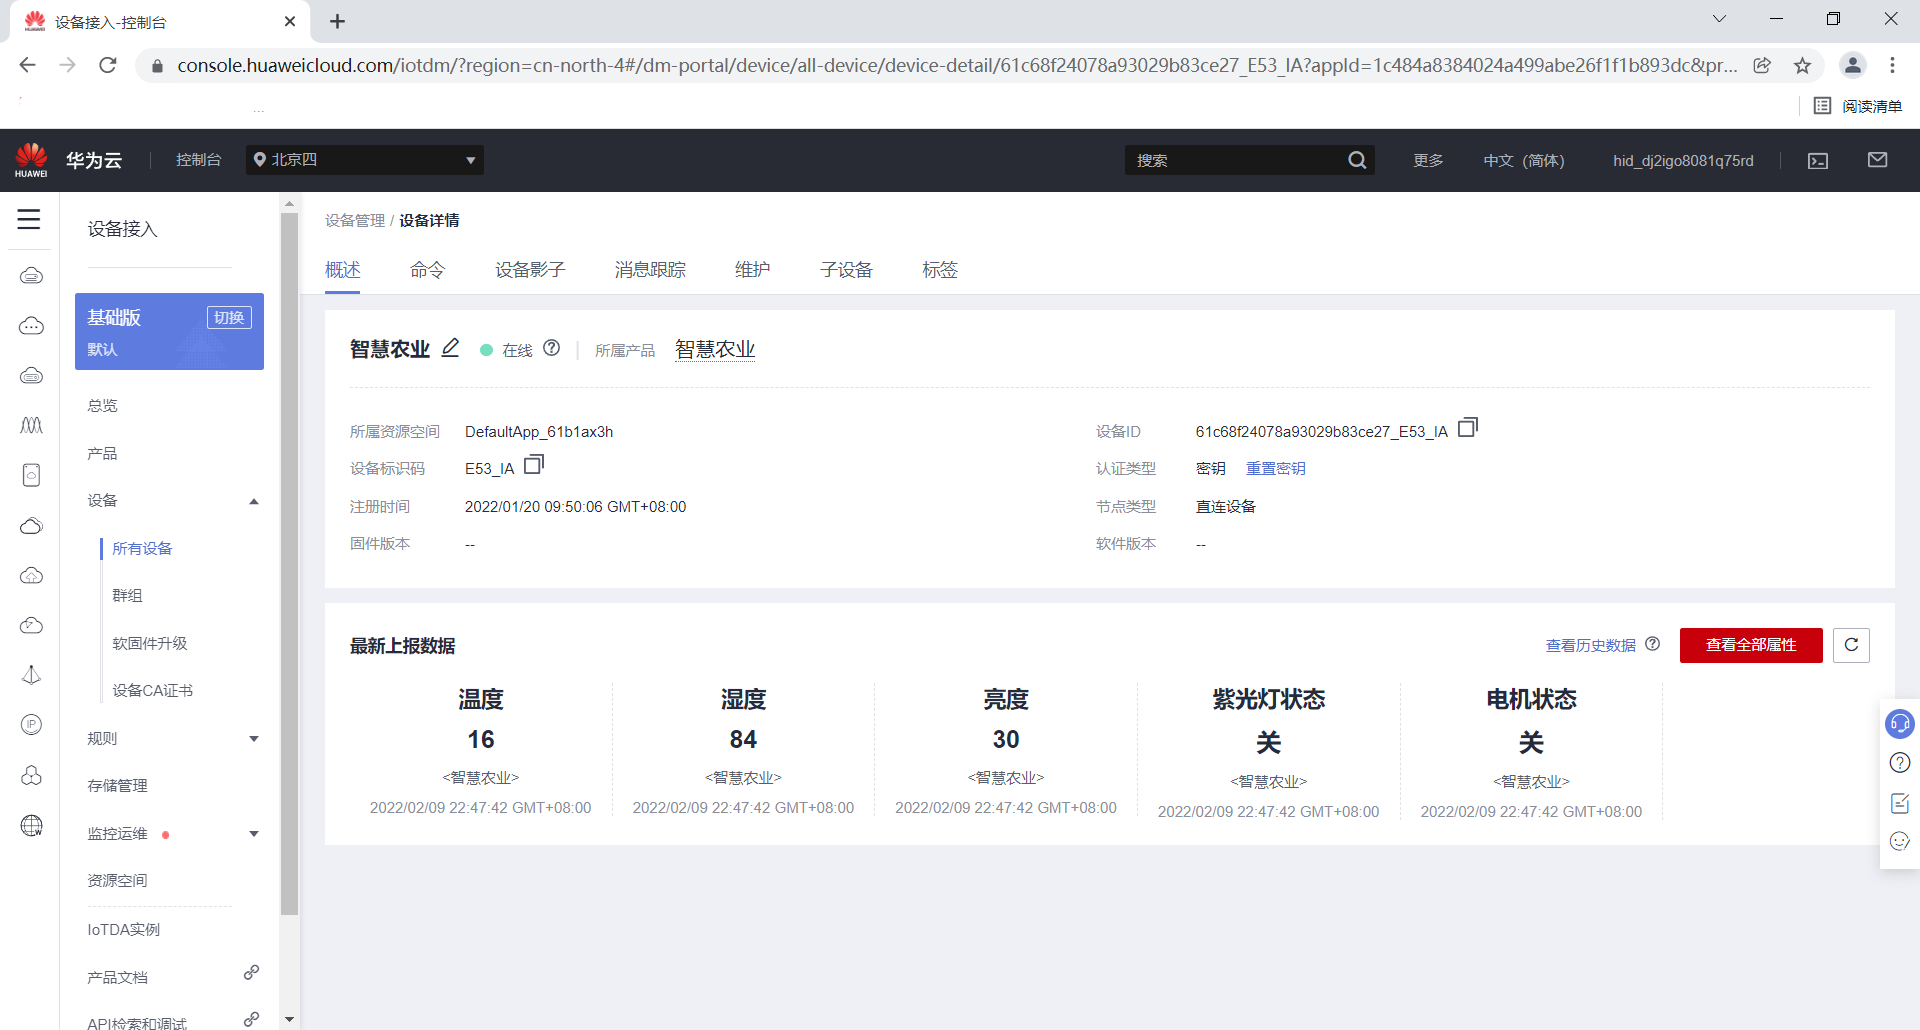 设备接入-控制台
console.huaweicloud.com/iotdm/?region=cn-north-4#/dm-portal/device/all-device/device-detail/61c68f24078a93029b83ce27_E53_IA?appId=1c484a8384024a499abe26f1f1b893dc&pr...
...
阅读清单
HUAWEI
华为云
控制台
北京四
搜索
更多
中文（简体）
hid_dj2igo8081q75rd
设备接入
基础版
切换
默认
总览
产品
设备
所有设备
群组
软固件升级
设备CA证书
规则
存储管理
监控运维
资源空间
IoTDA实例
产品文档
API检索和调试
设备管理 / 设备详情
概述 命令 设备影子 消息跟踪 维护 子设备 标签
智慧农业 在线 所属产品 智慧农业
所属资源空间 DefaultApp_61b1ax3h
设备ID 61c68f24078a93029b83ce27_E53_IA
设备标识码 E53_IA
认证类型 密钥 重置密钥
注册时间 2022/01/20 09:50:06 GMT+08:00
节点类型 直连设备
固件版本 --
软件版本 --
最新上报数据
查看历史数据
查看全部属性
温度
16
<智慧农业>
2022/02/09 22:47:42 GMT+08:00
湿度
84
<智慧农业>
2022/02/09 22:47:42 GMT+08:00
亮度
30
<智慧农业>
2022/02/09 22:47:42 GMT+08:00
紫光灯状态
关
<智慧农业>
2022/02/09 22:47:42 GMT+08:00
电机状态
关
<智慧农业>
2022/02/09 22:47:42 GMT+08:00